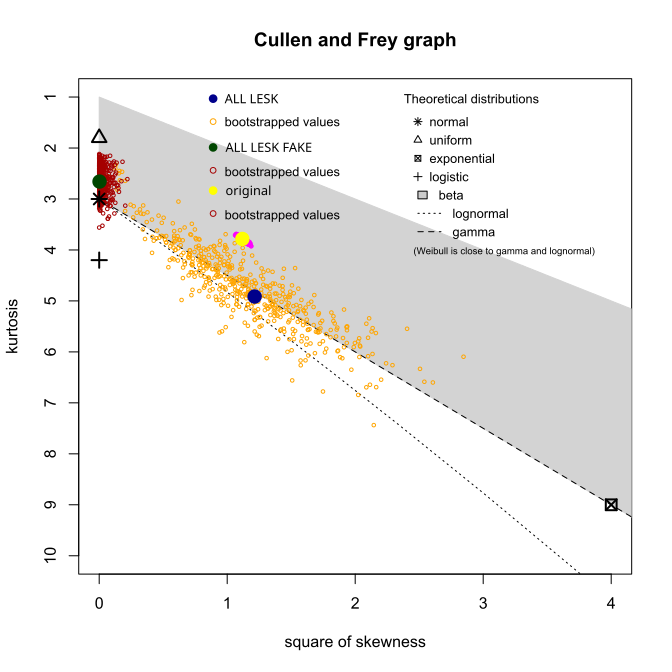 Cullen and Frey graph
ALL LESK
bootstrapped values
ALL LESK FAKE
bootstrapped values
original
bootstrapped values
Theoretical distributions
normal
uniform
exponential
logistic
beta
lognormal
gamma
(Weibull is close to gamma and lognormal)
kurtosis
1
2
3
4
5
6
7
8
9
10
0 1 2 3 4
square of skewness